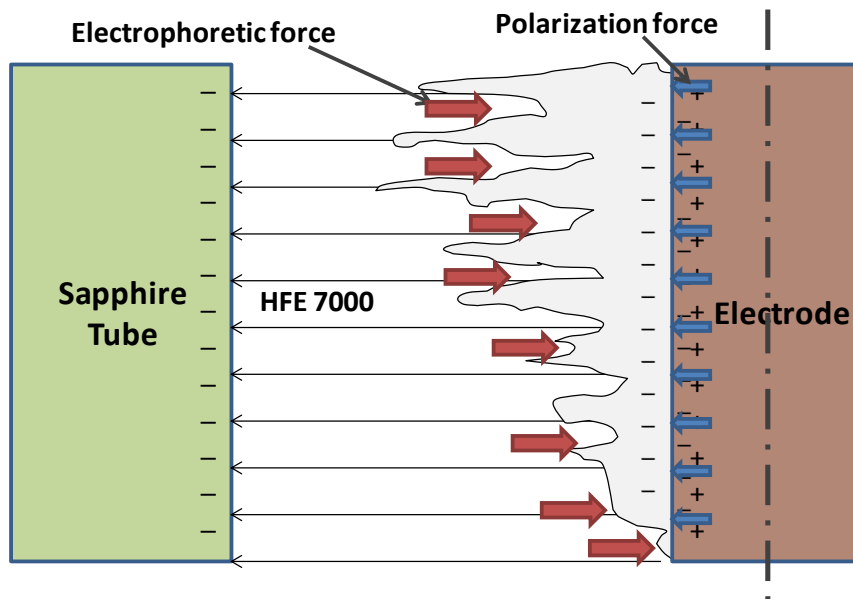 Electrophoretic force
Polarization force
Sapphire
Tube
HFE 7000
Electrode